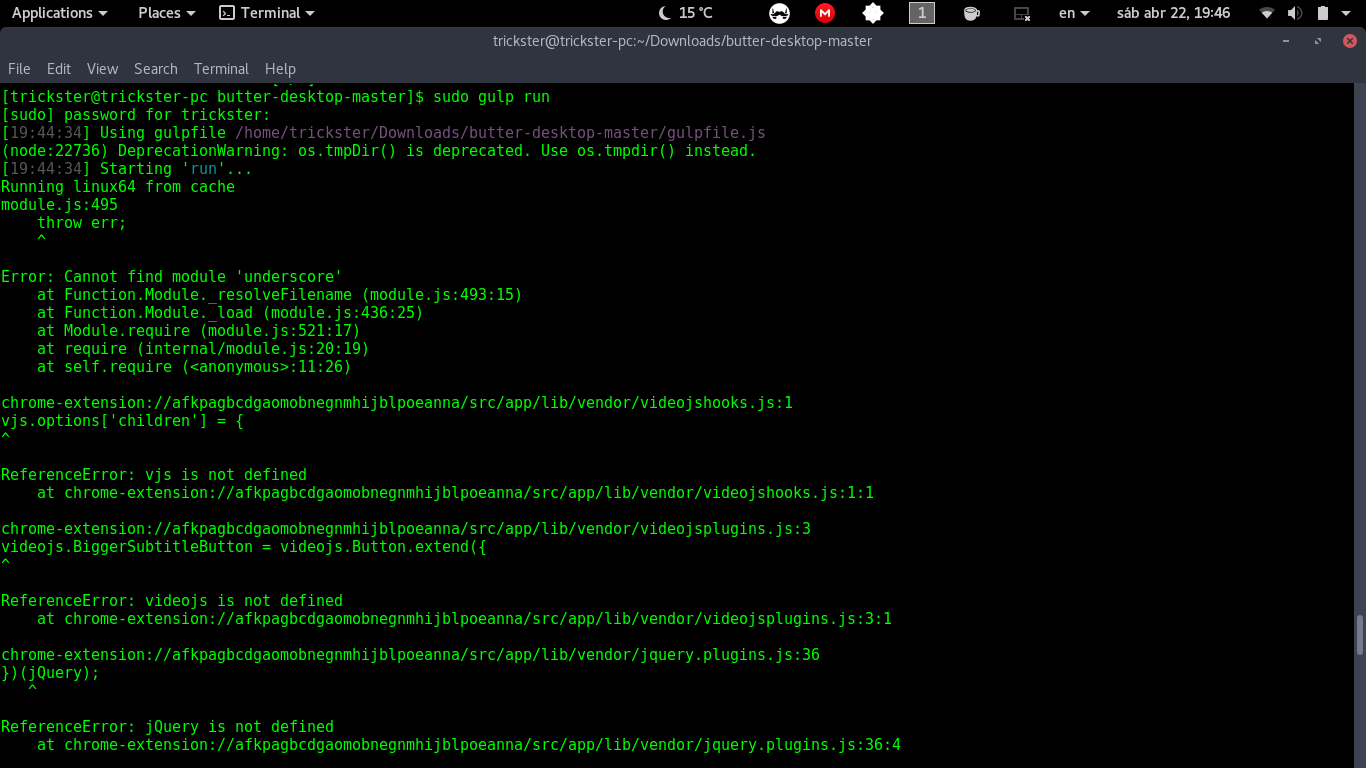 Applications Places Terminal 15 °C 1 en sáb abr 22, 19:46
trickster@trickster-pc:~/Downloads/butter-desktop-master
File Edit View Search Terminal Help
[trickster@trickster-pc butter-desktop-master]$ sudo gulp run
[sudo] password for trickster:
[19:44:34] Using gulpfile /home/trickster/Downloads/butter-desktop-master/gulpfile.js
(node:22736) DeprecationWarning: os.tmpDir() is deprecated. Use os.tmpdir() instead.
[19:44:34] Starting 'run'...
Running linux64 from cache
module.js:495
    throw err;
    ^
Error: Cannot find module 'underscore'
    at Function.Module._resolveFilename (module.js:493:15)
    at Function.Module._load (module.js:436:25)
    at Module.require (module.js:521:17)
    at require (internal/module.js:20:19)
    at self.require (<anonymous>:11:26)
chrome-extension://afkpagbcdgaomobnegnmhijblpoeanna/src/app/lib/vendor/videojshooks.js:1
vjs.options['children'] = {
^
ReferenceError: vjs is not defined
    at chrome-extension://afkpagbcdgaomobnegnmhijblpoeanna/src/app/lib/vendor/videojshooks.js:1:1
chrome-extension://afkpagbcdgaomobnegnmhijblpoeanna/src/app/lib/vendor/videojsplugins.js:3
videojs.BiggerSubtitleButton = videojs.Button.extend({
^
ReferenceError: videojs is not defined
    at chrome-extension://afkpagbcdgaomobnegnmhijblpoeanna/src/app/lib/vendor/videojsplugins.js:3:1
chrome-extension://afkpagbcdgaomobnegnmhijblpoeanna/src/app/lib/vendor/jquery.plugins.js:36
})(jQuery);
   ^
ReferenceError: jQuery is not defined
    at chrome-extension://afkpagbcdgaomobnegnmhijblpoeanna/src/app/lib/vendor/jquery.plugins.js:36:4